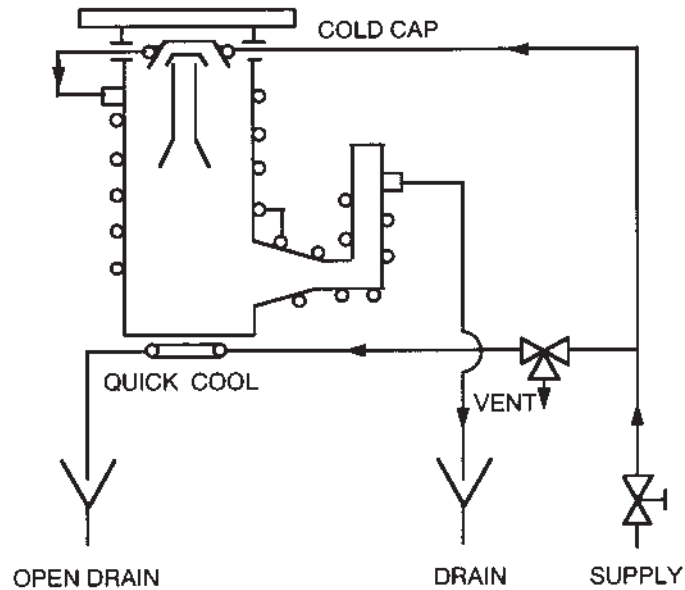 COLD CAP
QUICK COOL
VENT
OPEN DRAIN
DRAIN
SUPPLY